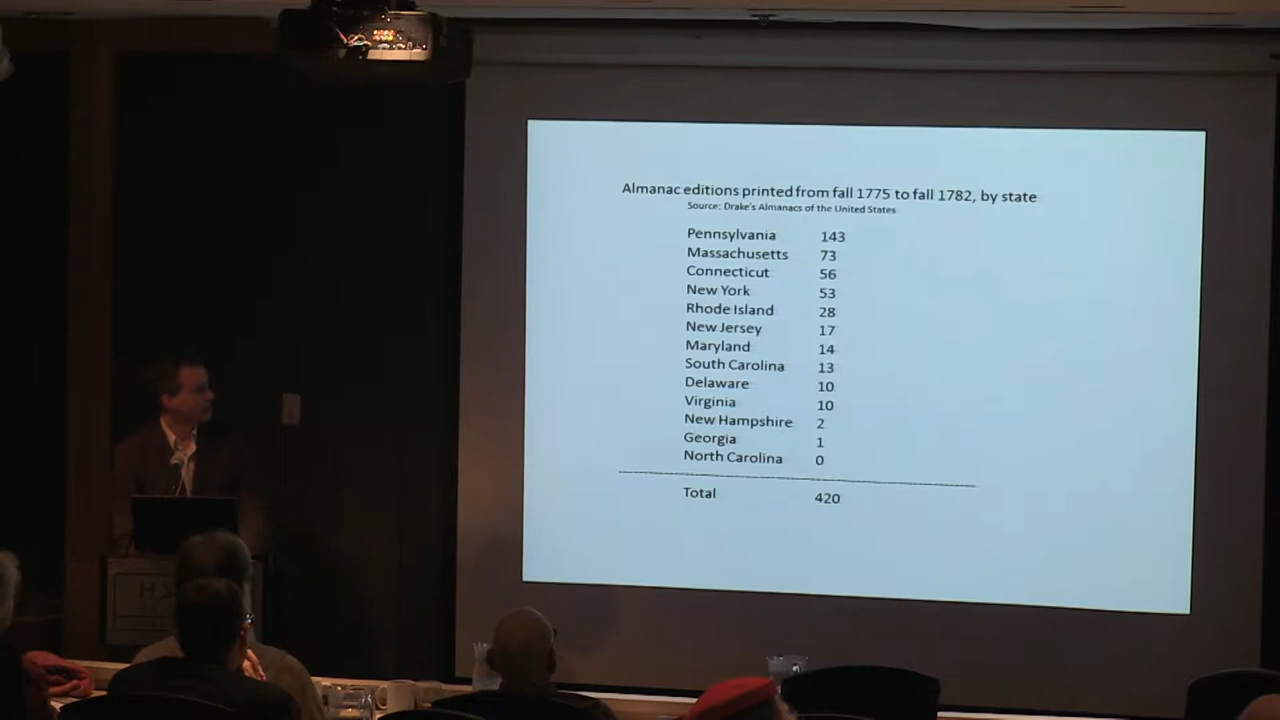 Almanac editions printed from fall 1775 to fall 1782, by state
Source: Drake's Almanacs of the United States
Pennsylvania 143
Massachusetts 73
Connecticut 56
New York 53
Rhode Island 28
New Jersey 17
Maryland 14
South Carolina 13
Delaware 10
Virginia 10
New Hampshire 2
Georgia 1
North Carolina 0
Total 420